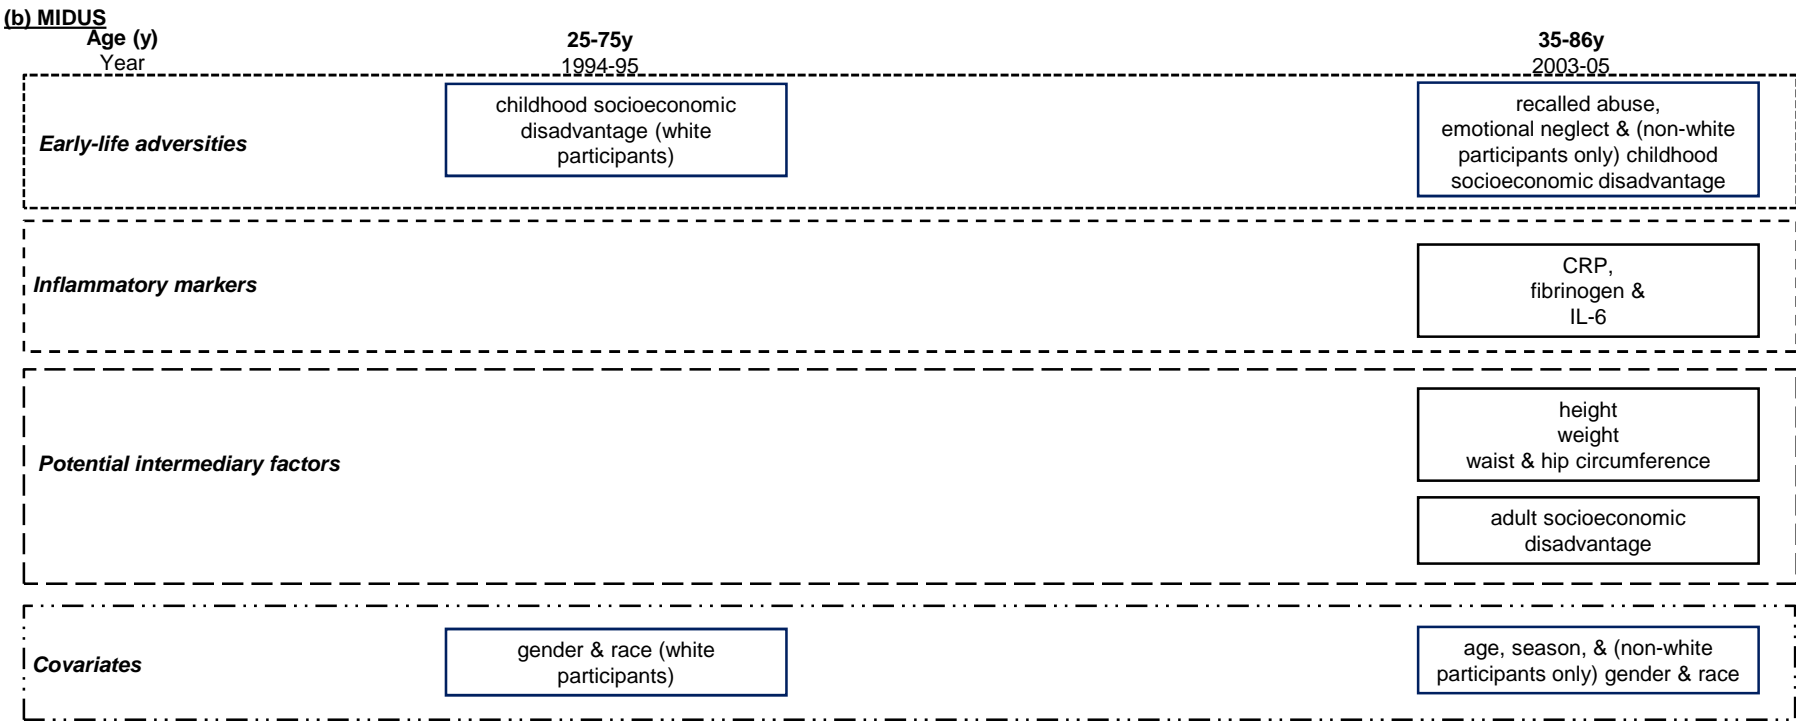 (b) MIDUS
Age (y)
25-75y
35-86y
Year
1994-95
2003-05
Early-life adversities
childhood socioeconomic
disadvantage (white
participants)
recalled abuse,
emotional neglect & (non-white
participants only) childhood
socioeconomic disadvantage
Inflammatory markers
CRP,
fibrinogen &
IL-6
Potential intermediary factors
height
weight
waist & hip circumference
adult socioeconomic
disadvantage
Covariates
gender & race (white
participants)
age, season, & (non-white
participants only) gender & race